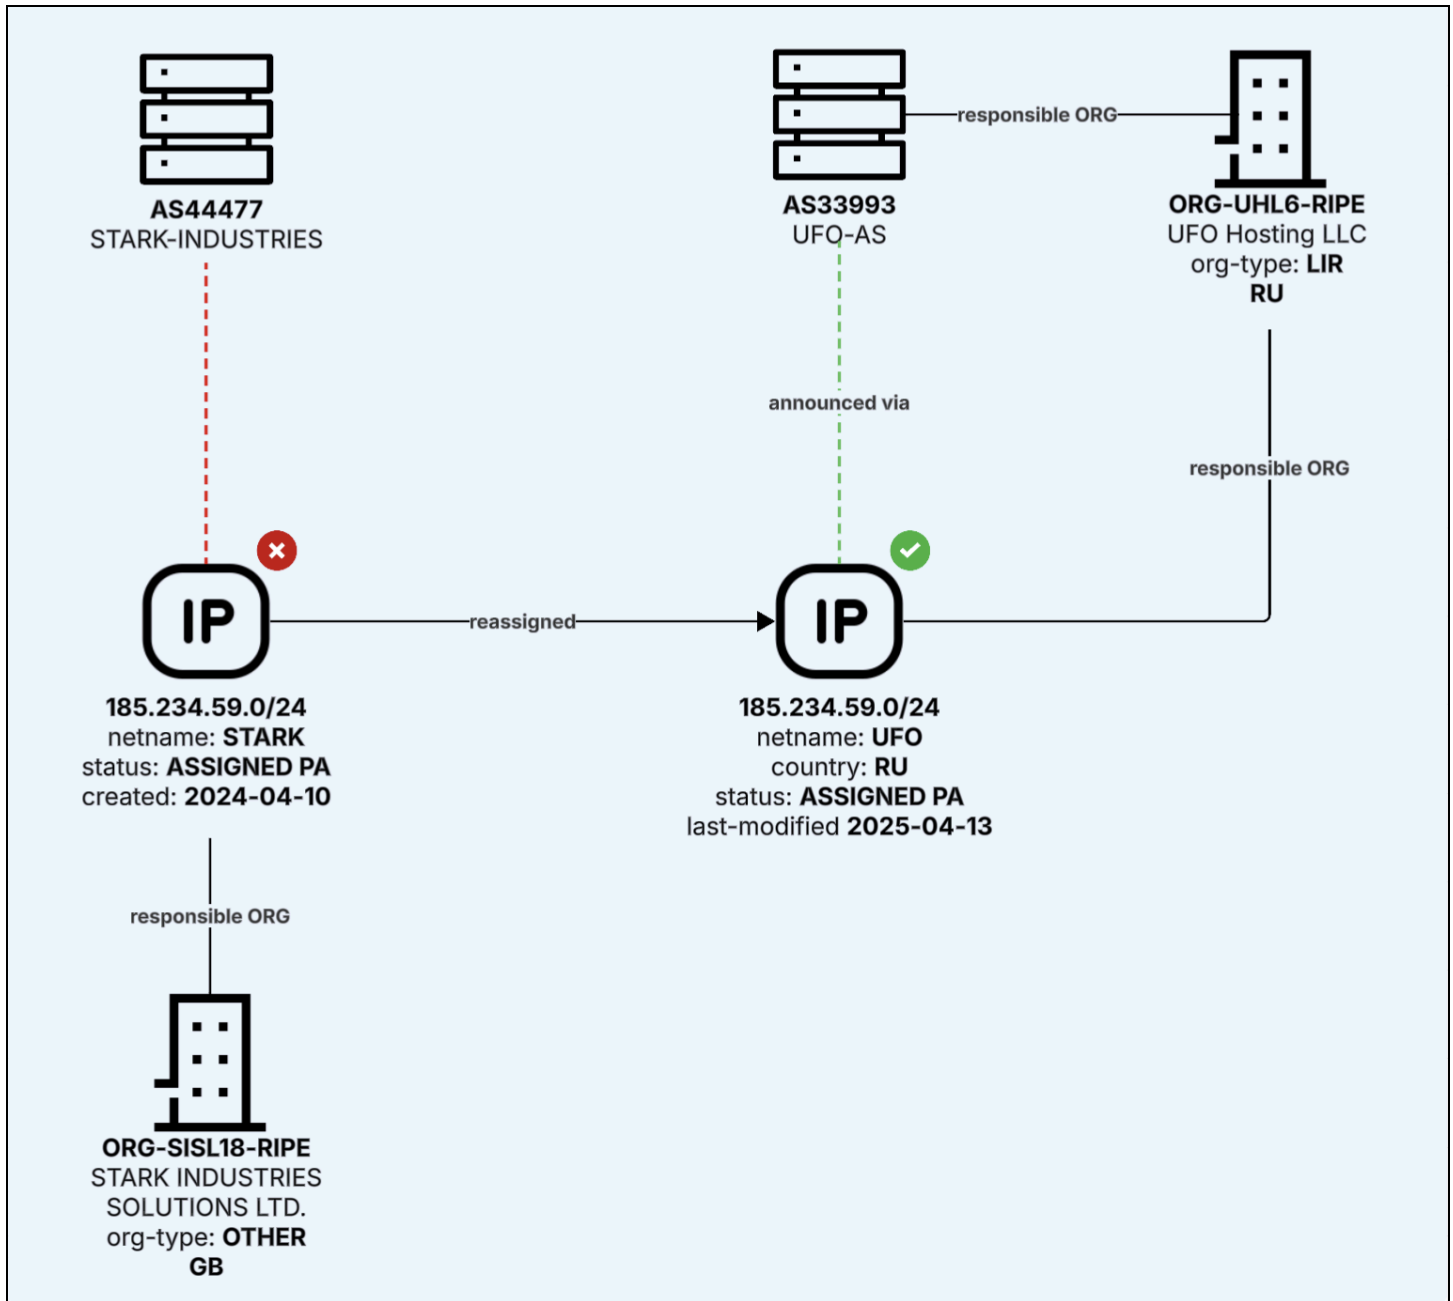 AS44477
STARK-INDUSTRIES
AS33993
UFO-AS
responsible ORG
ORG-UHL6-RIPE
UFO Hosting LLC
org-type: LIR
RU
announced via
responsible ORG
IP
reassigned
IP
185.234.59.0/24
netname: STARK
status: ASSIGNED PA
created: 2024-04-10
185.234.59.0/24
netname: UFO
country: RU
status: ASSIGNED PA
last-modified 2025-04-13
responsible ORG
ORG-SISL18-RIPE
STARK INDUSTRIES
SOLUTIONS LTD.
org-type: OTHER
GB